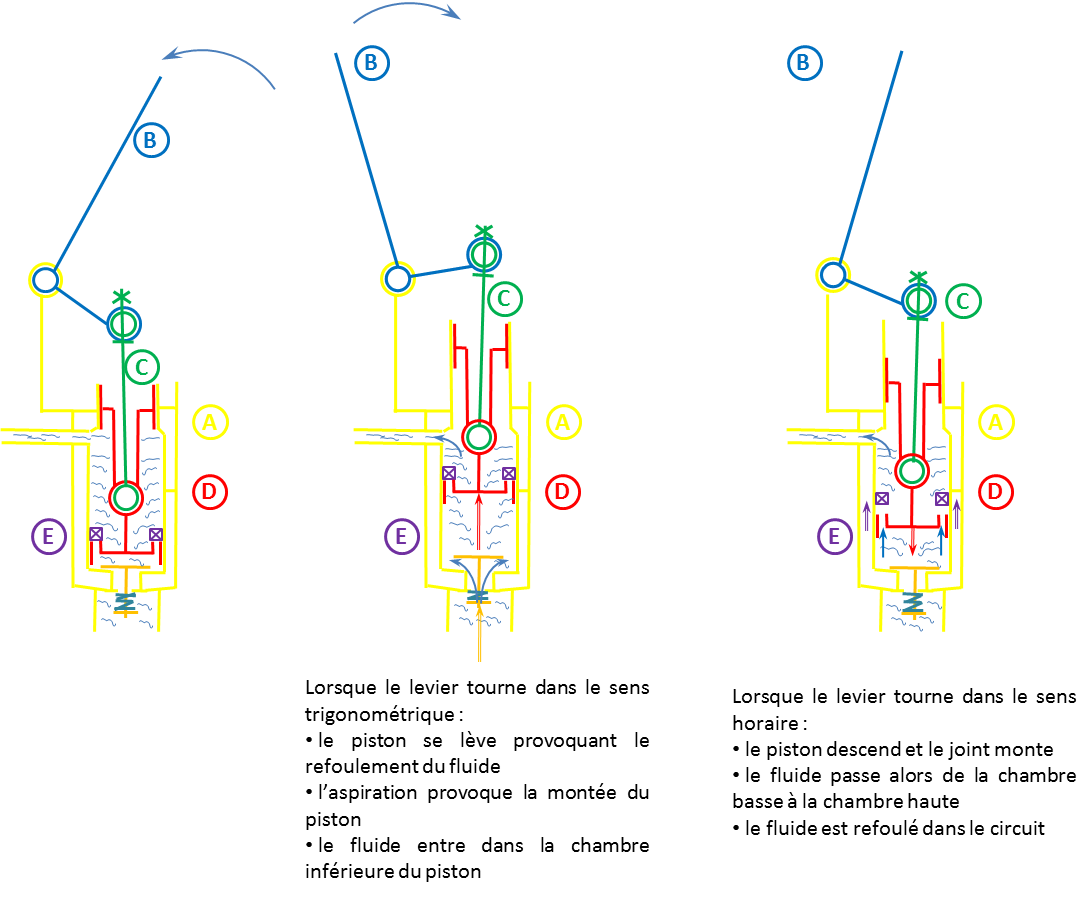 B
B
B
C
C
C
A
A
A
D
D
D
E
E
E
Lorsque le levier tourne dans le sens
trigonométrique :
• le piston se lève provoquant le
refoulement du fluide
• l'aspiration provoque la montée du
piston
• le fluide entre dans la chambre
inférieure du piston
Lorsque le levier tourne dans le sens
horaire :
• le piston descend et le joint monte
• le fluide passe alors de la chambre
basse à la chambre haute
• le fluide est refoulé dans le circuit